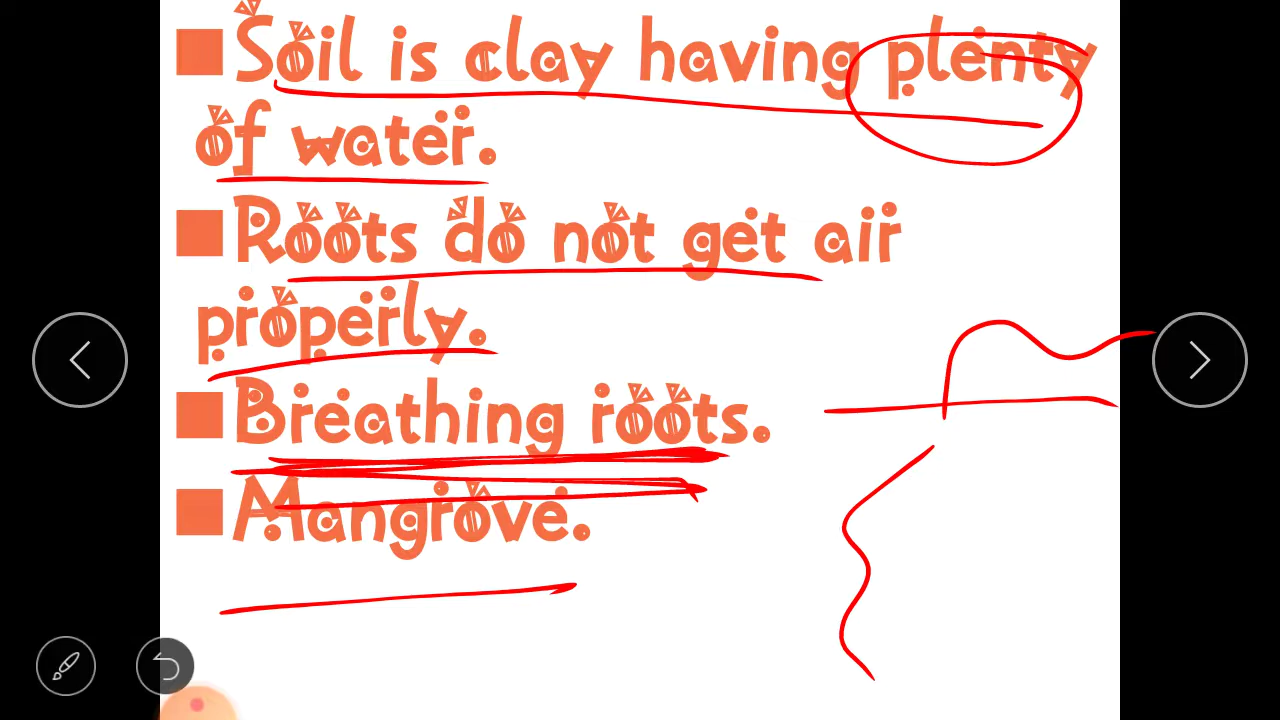 ■Soil is clay having plenty
of water.
■Roots do not get air
properly.
■Breathing roots.
■Mangrove.